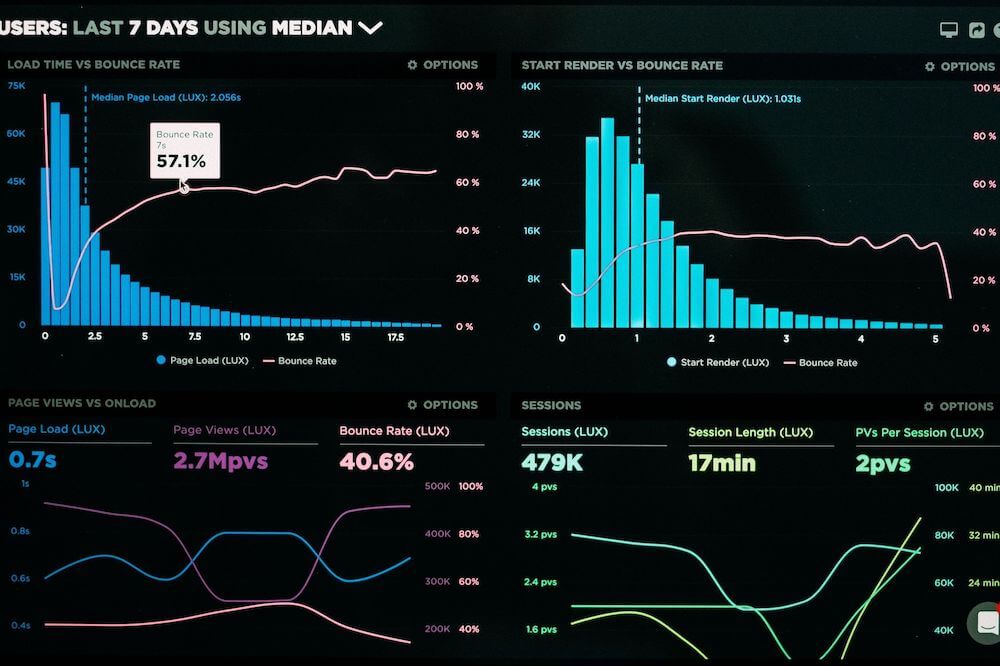 USERS: LAST 7 DAYS USING MEDIAN
LOAD TIME VS BOUNCE RATE
OPTIONS
75K
100 %
Median Page Load (LUX): 2.056s
60K
80 %
Bounce Rate
7s
57.1%
45K
60 %
30K
40 %
15K
20 %
0
0 %
0 2.5 5 7.5 10 12.5 15 17.5
Page Load (LUX) Bounce Rate
START RENDER VS BOUNCE RATE
OPTIONS
40K
100 %
Median Start Render (LUX): 1.031s
32K
80 %
24K
60 %
16K
40 %
8K
20 %
0
0 %
0 1 2 3 4 5
Start Render (LUX) Bounce Rate
PAGE VIEWS VS ONLOAD
OPTIONS
Page Load (LUX) Page Views (LUX) Bounce Rate (LUX)
0.7s 2.7Mpvs 40.6%
1s 500K 100%
0.8s 400K 80%
0.6s 300K 60%
0.4s 200K 40%
SESSIONS
OPTIONS
Sessions (LUX) Session Length (LUX) PVs Per Session (LUX)
479K 17min 2pvs
4 pvs 100K 40 min
3.2 pvs 80K 32 min
2.4 pvs 60K 24 min
1.6 pvs 40K